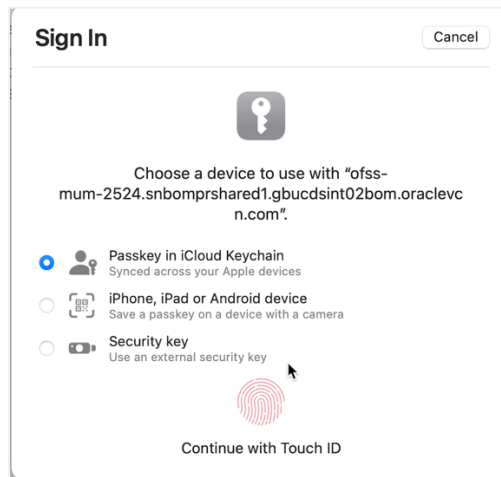 Sign In
Cancel
Choose a device to use with “ofss-
mum-2524.snbomprshared1.gbucdsint02bom.oraclevc
n.com”.
Passkey in iCloud Keychain
Synced across your Apple devices
iPhone, iPad or Android device
Save a passkey on a device with a camera
Security key
Use an external security key
Continue with Touch ID